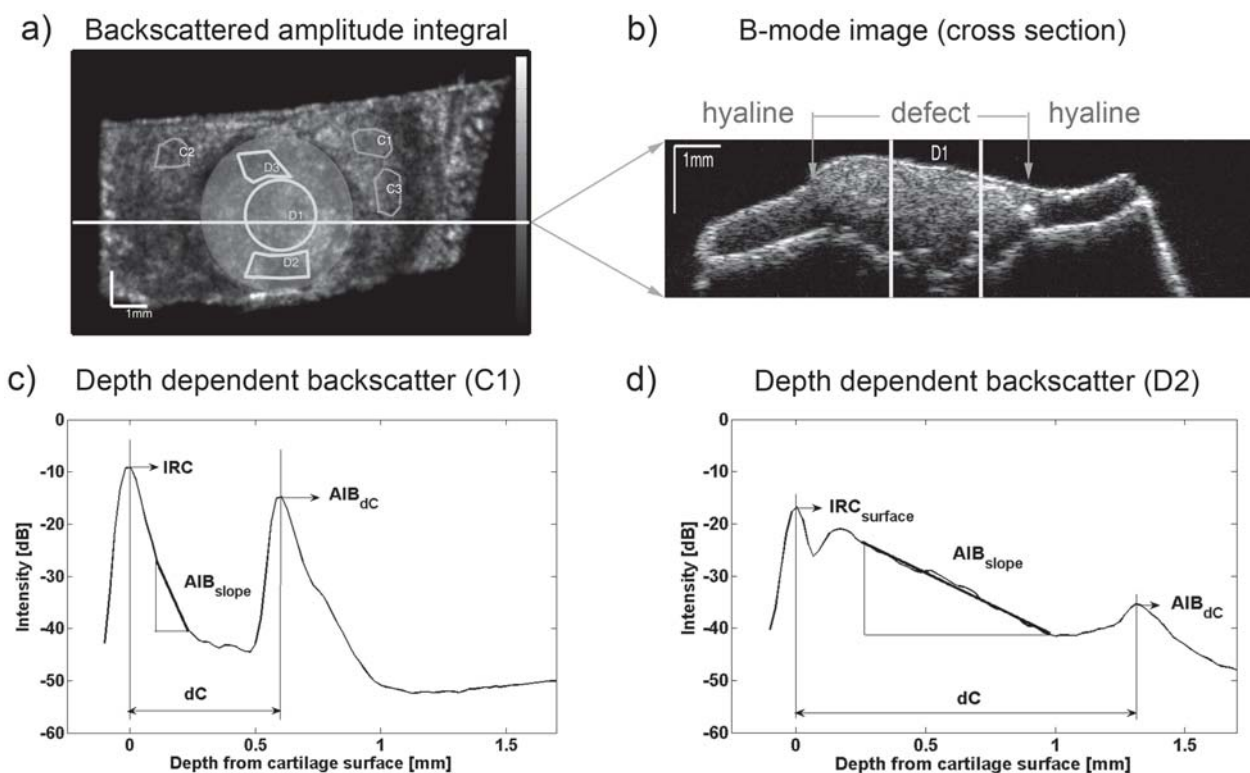 a) Backscattered amplitude integral
C2
C1
D3
C3
D1
D2
1mm
b) B-mode image (cross section)
hyaline defect hyaline
1mm
D1
c) Depth dependent backscatter (C1)
0
-10
-20
-30
-40
-50
-60
Intensity [dB]
IRC
AIBdC
AIBslope
dC
0 0.5 1 1.5
Depth from cartilage surface [mm]
d) Depth dependent backscatter (D2)
0
-10
-20
-30
-40
-50
-60
Intensity [dB]
IRCsurface
AIBslope
AIBdC
dC
0 0.5 1 1.5
Depth from cartilage surface [mm]